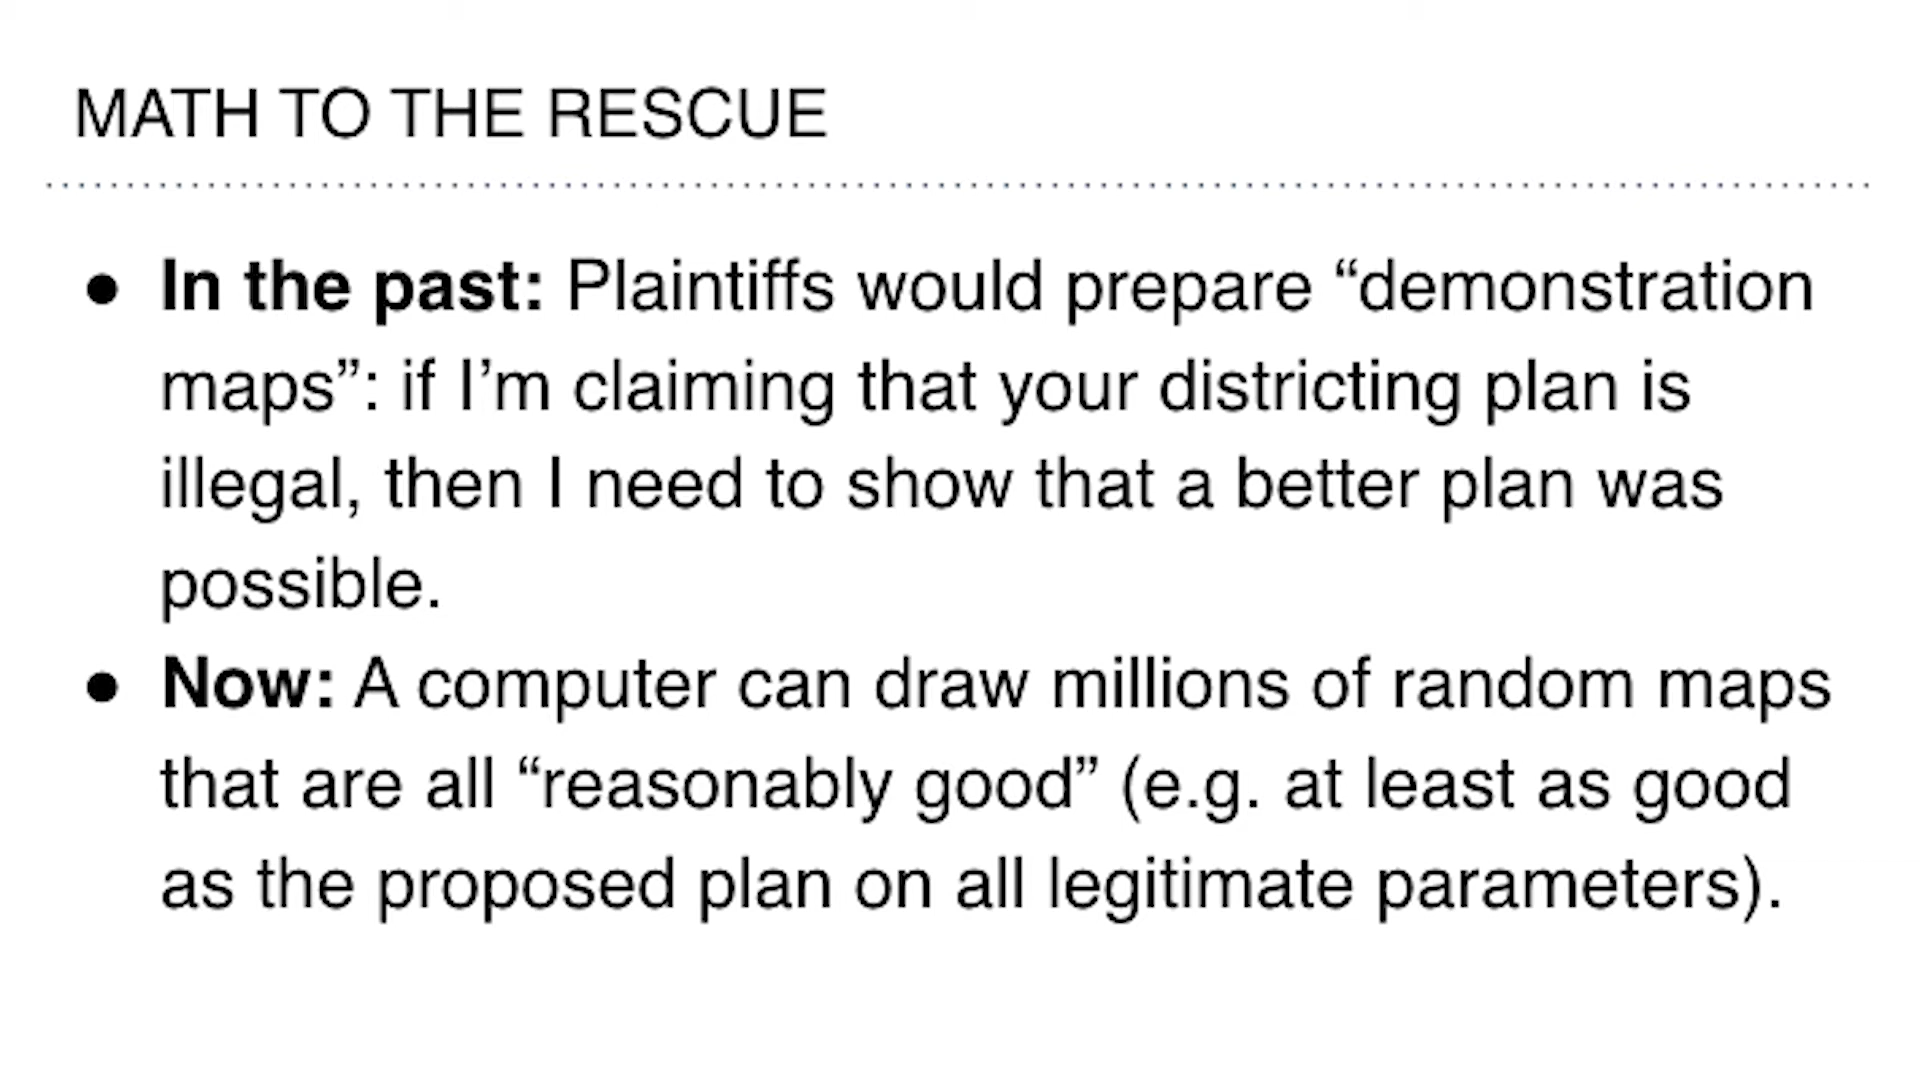 MATH TO THE RESCUE
● In the past: Plaintiffs would prepare “demonstration
maps”: if I’m claiming that your districting plan is
illegal, then I need to show that a better plan was
possible.
● Now: A computer can draw millions of random maps
that are all “reasonably good” (e.g. at least as good
as the proposed plan on all legitimate parameters).